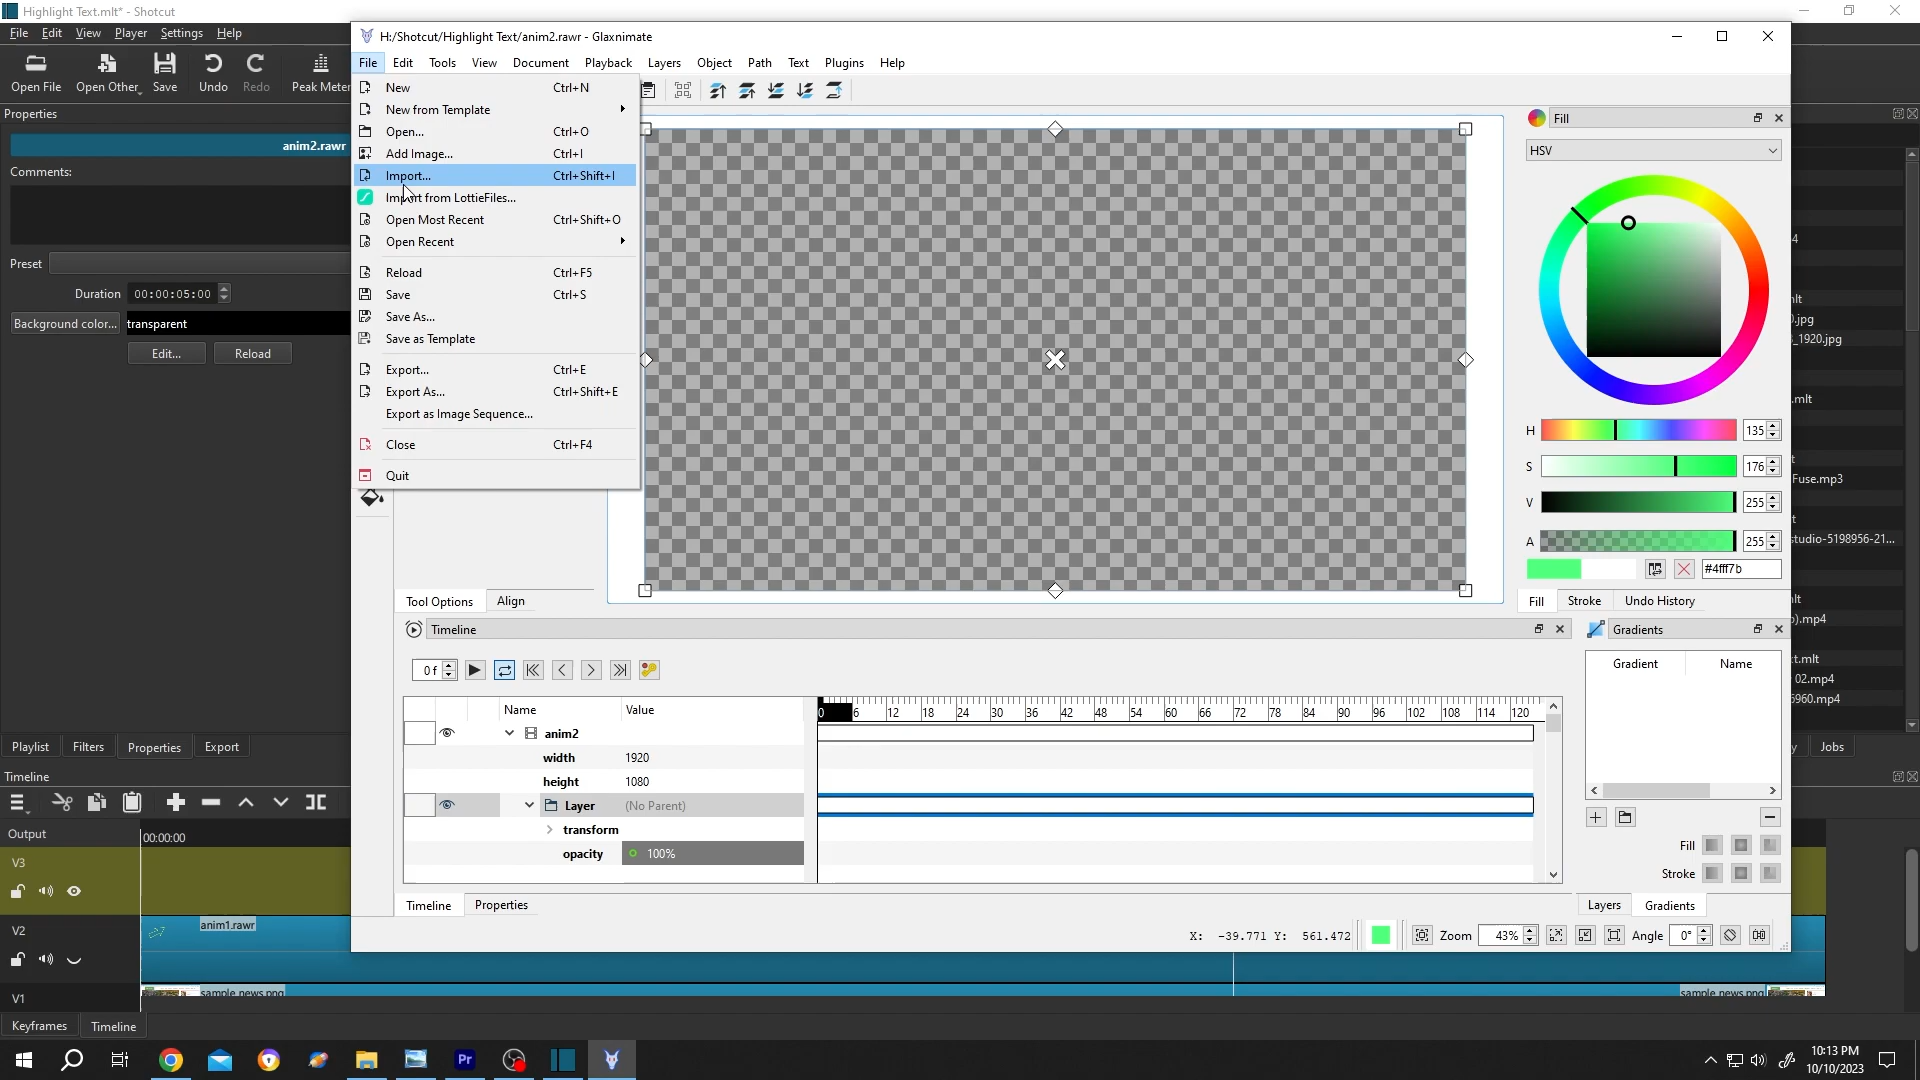 Highlight Text.mlt* - Shotcut
File Edit View Player Settings Help
Open File Open Other Save Undo Redo Peak Meter
Properties
anim2.rawr
Comments:
Preset
Duration 00:00:05:00
Background color... transparent
Edit... Reload
Playlist Filters Properties Export
H:/Shotcut/Highlight Text/anim2.rawr - Glaxnimate
File Edit Tools View Document Playback Layers Object Path Text Plugins Help
New Ctrl+N
New from Template
Open... Ctrl+O
Add Image... Ctrl+I
Import... Ctrl+Shift+I
Import from LottieFiles...
Open Most Recent Ctrl+Shift+O
Open Recent
Reload Ctrl+F5
Save Ctrl+S
Save As...
Save as Template
Export... Ctrl+E
Export As... Ctrl+Shift+E
Export as Image Sequence...
Close Ctrl+F4
Quit
Tool Options Align
Fill
HSV
H 135
S 176
V 255
A 255
#4fff7b
Fill Stroke Undo History
4
.jpg
_1920.jpg
.mlt
Fuse.mp3
studio-5198956-21...
).mp4
t.mlt
02.mp4
6960.mp4
Jobs
Timeline
0 f
Name Value
0 6 12 18 24 30 36 42 48 54 60 66 72 78 84 90 96 102 108 114 120
anim2
width 1920
height 1080
Layer (No Parent)
transform
opacity 100%
Timeline Properties
Gradients
Gradient Name
Fill
Stroke
Layers Gradients
X: -39.771 Y: 561.472 Zoom 43% Angle 0°
Timeline
Output 00:00:00
V3
V2 anim1.rawr
V1 sample news.png sample news.png
Keyframes Timeline
Pr
10:13 PM
10/10/2023